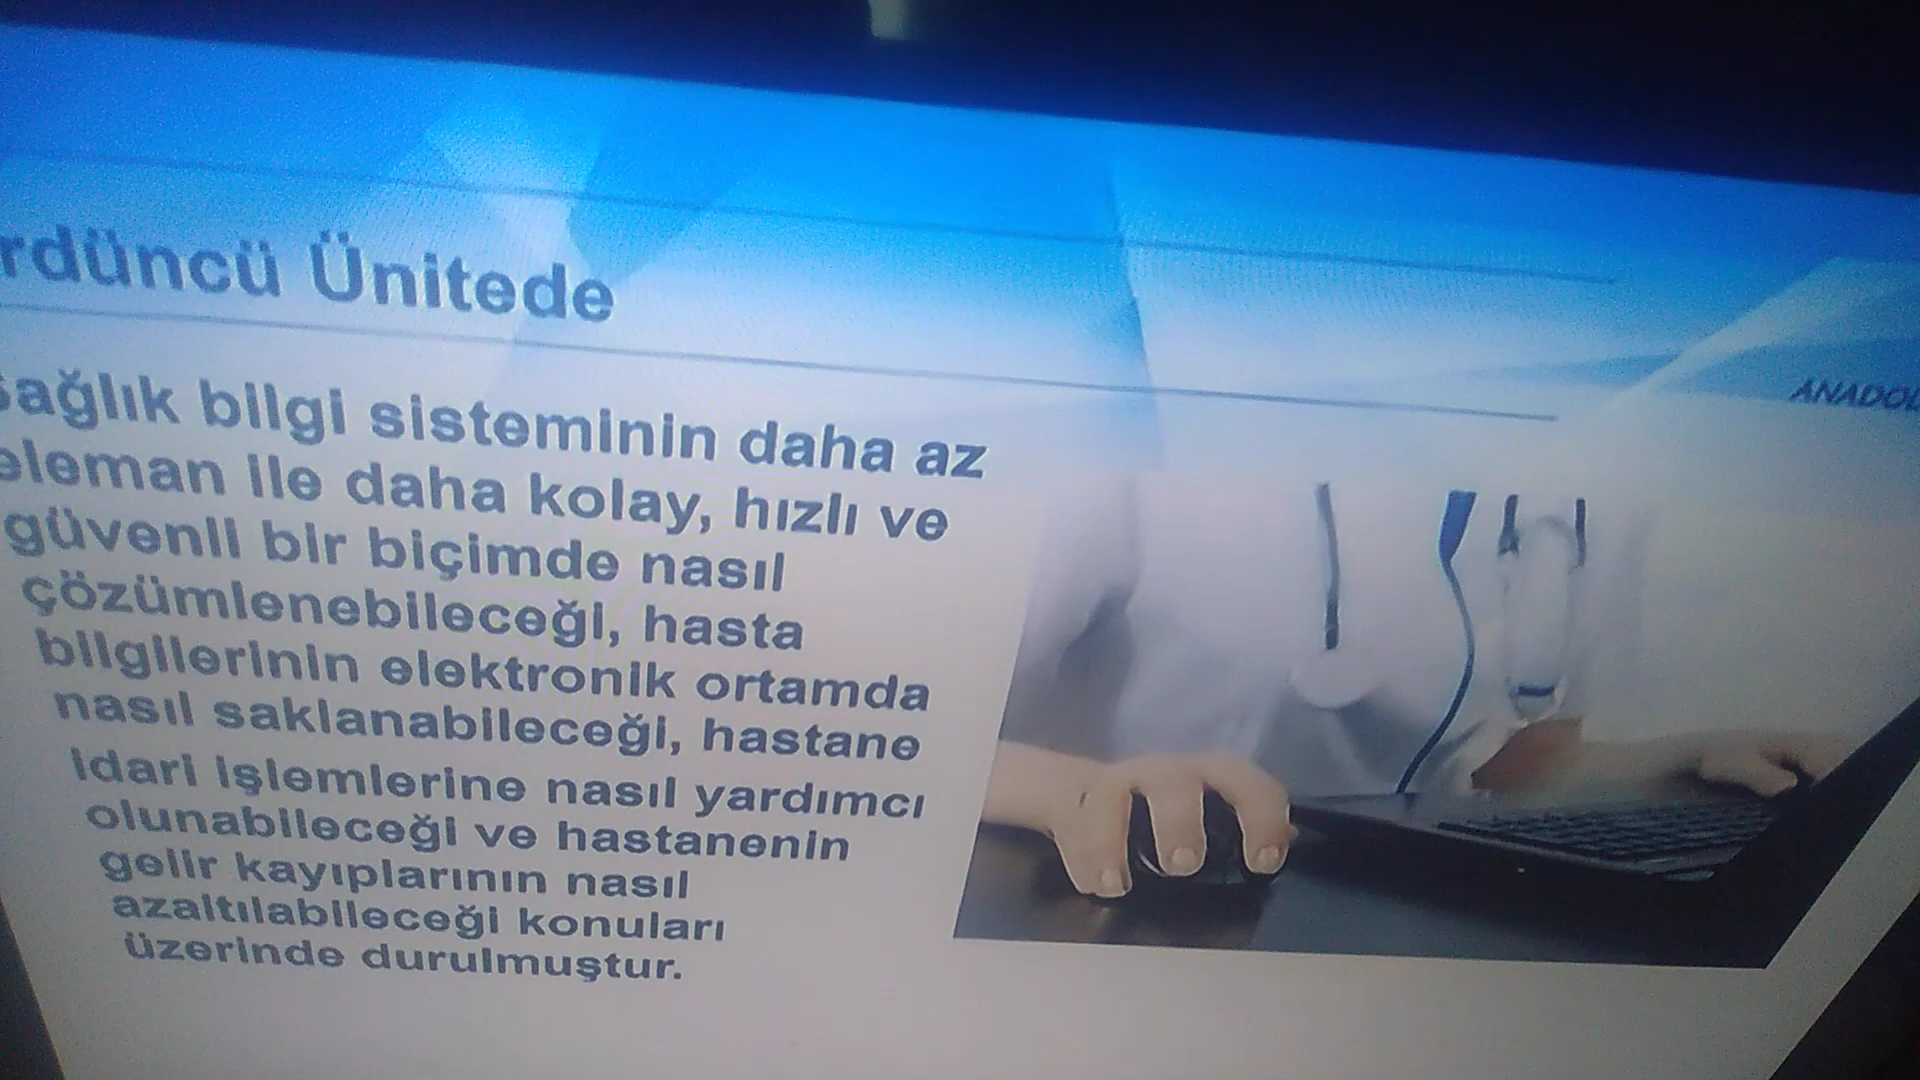 rdüncü Ünitede
sağlık bilgi sisteminin daha az
eleman ile daha kolay, hızlı ve
güvenli bir biçimde nasıl
çözümlenebileceği, hasta
bilgilerinin elektronik ortamda
nasıl saklanabileceği, hastane
idari işlemlerine nasıl yardımcı
olunabileceği ve hastanenin
gelir kayıplarının nasıl
azaltılabileceği konuları
üzerinde durulmuştur.
ANADOL